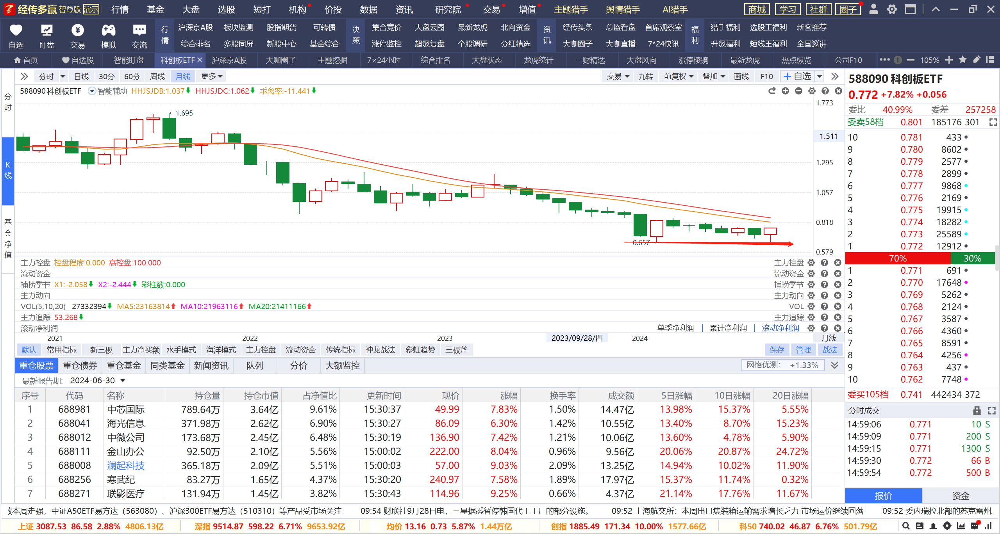 经传多赢 智尊版 演示 行情 基金 大盘 选股 短打 机构 价投 数据 资讯 研究院 交易 增值 主题猎手 舆情猎手 AI猎手 商城 学习 社群 圈子
自选 盯盘 交易 模拟 交流
行情 沪深京A股 板块监测 股指期货 可转债 决策 集合竞价 大盘云图 最新龙虎 北向资金 资讯 经传头条 总监看盘 首席观察室 福利 猎手福利 选股王福利 新客推荐
综合排名 多股同屏 新股中心 基金综合 涨停监控 超级复盘 个股调研 分红精选 大咖圈子 大咖直播 7*24快讯 升级福利 短线王福利 全国巡讲
首页 自选股 智能盯盘 科创板ETF 沪深京A股 大咖圈子 主题挖掘 7×24小时 综合排名 大盘状态 龙虎统计 一财精选 大盘风向 涨停棱镜 最新龙虎 热点纵览 公司F10 105%
分时 日线 30分 60分 周线 月线 更多 交易 九转 前复权 叠加 画线 F10 自选
分时
K线
基金净值
588090 科创板ETF 智能辅助 HHJSJDB:1.037 HHJSJDC:1.062 乖离率:-11.441
1.773
←1.695
1.511
1.295
1.057
0.818
0.657
0.579
主力控盘 控盘程度:0.000 高控盘:100.000 主力控盘
流动资金 流动资金
捕捞季节 X1:-2.058 X2:-2.444 彩柱数:0.000 捕捞季节
主力动向 主力动向
VOL(5,10,20) 27332394 MA5:23163814 MA10:21963116 MA20:21411166 VOL
主力追踪 53.268 主力追踪
滚动净利润 单季净利润 | 累计净利润 | 滚动净利润
2021 2022 2023 2023/09/28/四 2024 月线
默认 常用指标 新三板 主力净买额 水手模式 海洋模式 主力控盘 流动资金 传统指标 神龙战法 彩虹趋势 三板斧 保存 管理 战法
重仓股票 重仓债券 重仓基金 同类基金 新闻资讯 队列 分价 大额监控 网格优测： +1.33%
最新报告期: 2024-06-30
序号 代码 名称 持仓量 持仓市值 占净值比 更新时间 现价 涨幅 换手率 成交额 5日涨幅 10日涨幅 20日涨幅
1 688981 中芯国际 789.64万 3.64亿 9.61% 15:30:37 49.99 7.83% 1.50% 14.47亿 13.98% 15.37% 5.55%
2 688041 海光信息 371.98万 2.62亿 6.90% 15:30:27 86.09 6.30% 1.42% 10.55亿 13.40% 8.70% 15.23%
3 688012 中微公司 173.68万 2.45亿 6.48% 15:30:19 136.90 7.42% 1.21% 10.06亿 13.60% 4.78% 5.90%
4 688111 金山办公 92.50万 2.10亿 5.56% 15:00:02 222.00 8.04% 0.96% 9.56亿 20.06% 20.87% 24.72%
5 688008 澜起科技 365.18万 2.09亿 5.51% 15:00:03 57.00 9.03% 2.09% 13.25亿 14.94% 10.02% 11.90%
6 688256 寒武纪 83.27万 1.65亿 4.37% 15:30:20 240.97 7.58% 1.89% 17.97亿 15.37% 11.74% 0.32%
7 688271 联影医疗 131.94万 1.45亿 3.82% 15:30:43 114.96 9.25% 0.66% 4.37亿 21.14% 17.76% 11.67%
588090 科创板ETF
0.772 +7.82% +0.056
委比 40.99% 委差 257258
委卖58档 0.801 185176 301
10 0.781 433
9 0.780 8602
8 0.779 2577
7 0.778 2899
6 0.777 9868
5 0.776 2169
4 0.775 19915
3 0.774 18282
2 0.773 25589
1 0.772 12912
70% 30%
1 0.771 691
2 0.770 17648
3 0.769 5262
4 0.768 2124
5 0.767 3587
6 0.766 4360
7 0.765 8591
8 0.764 4256
9 0.763 437
10 0.762 7748
委买105档 0.741 442434 372
分时成交
14:59:06 0.771 10 S
14:59:09 0.771 200 S
14:59:15 0.771 1300 S
14:59:30 0.772 66 B
14:59:54 0.772 500 B
报价 资金
本周走强，中证A50ETF易方达（563080）、沪深300ETF易方达（510310）等产品受市场关注 09:54 财联社9月28日电，三星据悉暂停韩国代工工厂的部分设施。 09:52 上海航交所：本周出口集装箱运输需求增长乏力 市场运价继续回落 09:52 委内瑞拉北部的苏克雷州
上证 3087.53 86.58 2.88% 4806.13亿 深指 9514.87 598.22 6.71% 9653.92亿 均价 13.16 0.73 5.87% 1.44万亿 创指 1885.49 171.34 10.00% 1577.66亿 科50 740.02 46.87 6.76% 501.79亿